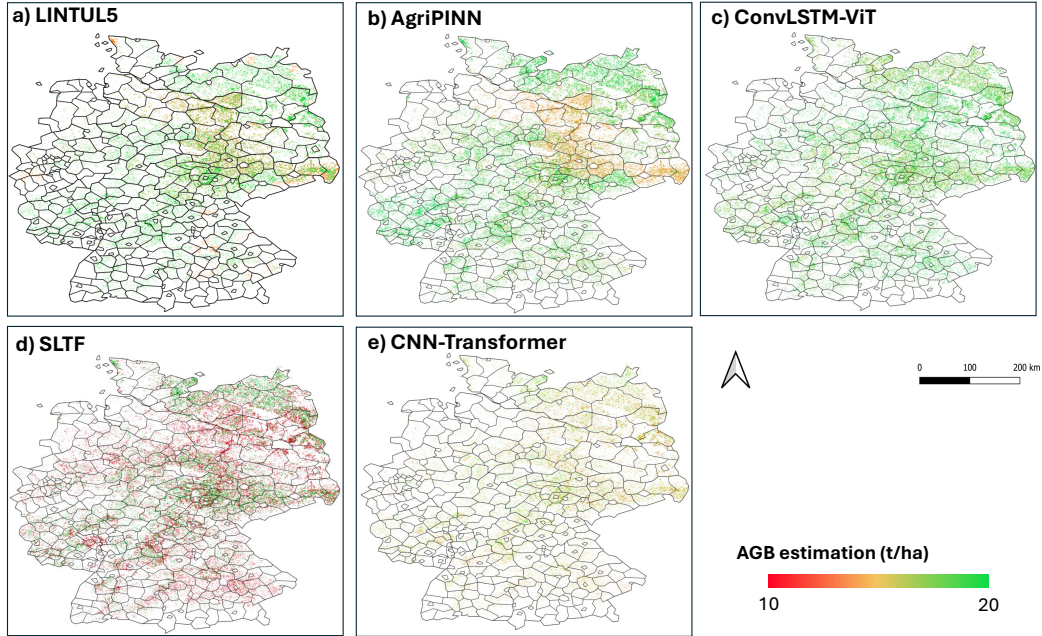 a) LINTUL5
b) AgriPINN
c) ConvLSTM-ViT
d) SLTF
e) CNN-Transformer
0 100 200 km
AGB estimation (t/ha)
10 20